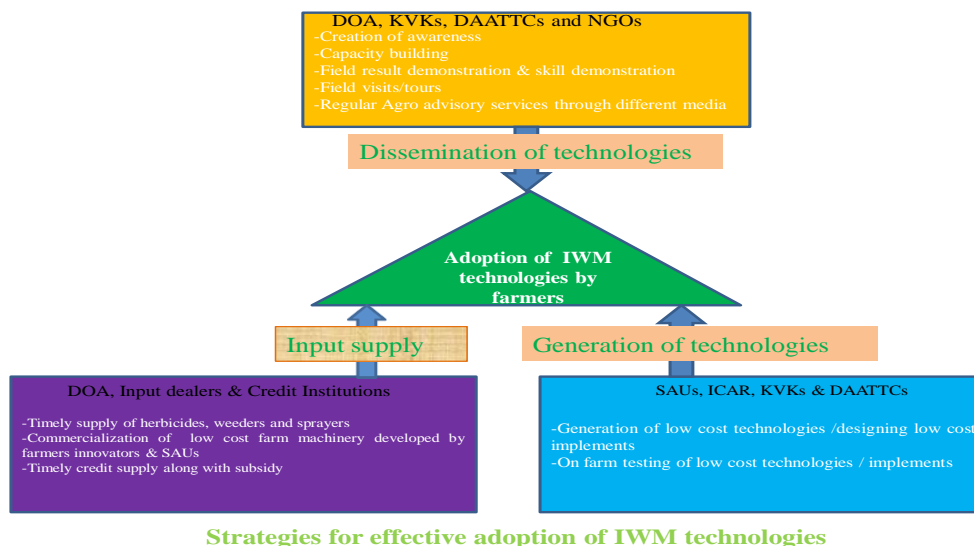 DOA, KVKs, DAATTCs and NGOs
-Creation of awareness
-Capacity building
-Field result demonstration & skill demonstration
-Field visits/tours
-Regular Agro advisory services through different media
Dissemination of technologies
Adoption of IWM
technologies by
farmers
Input supply
Generation of technologies
DOA, Input dealers & Credit Institutions
-Timely supply of herbicides, weeders and sprayers
-Commercialization of low cost farm machinery developed by
farmers innovators & SAUs
-Timely credit supply along with subsidy
SAUs, ICAR, KVKs & DAATTCs
-Generation of low cost technologies /designing low cost
implements
-On farm testing of low cost technologies / implements
Strategies for effective adoption of IWM technologies